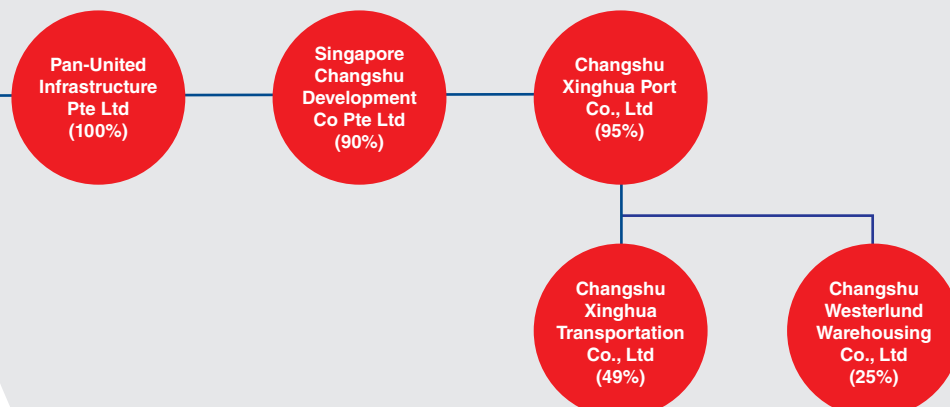 Pan-United
Infrastructure
Pte Ltd
(100%)
Singapore
Changshu
Development
Co Pte Ltd
(90%)
Changshu
Xinghua Port
Co., Ltd
(95%)
Changshu
Xinghua
Transportation
Co., Ltd
(49%)
Changshu
Westerlund
Warehousing
Co., Ltd
(25%)